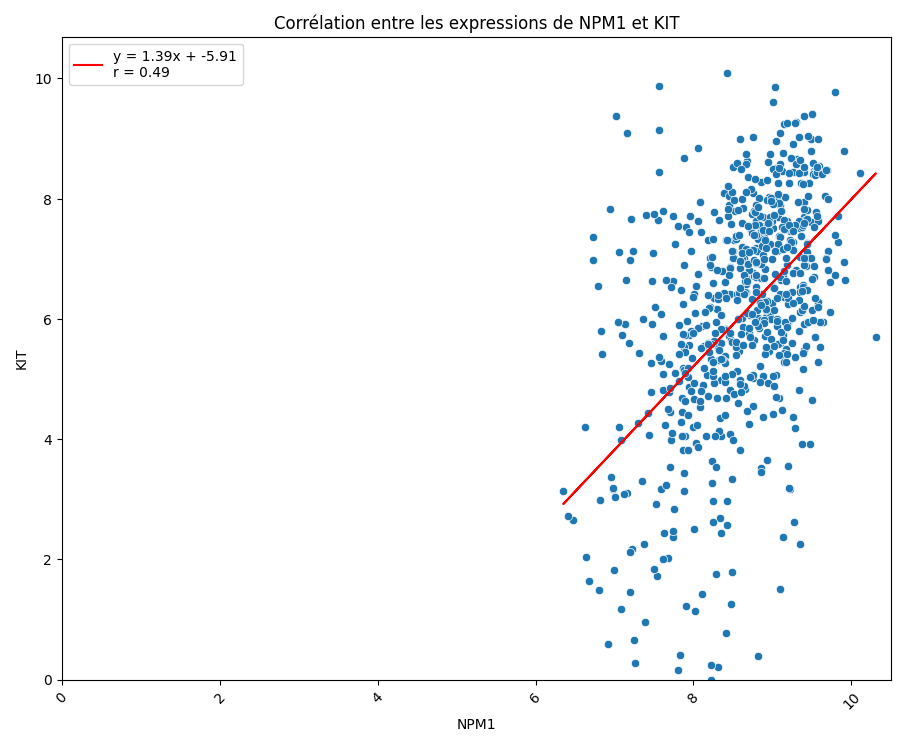 Corrélation entre les expressions de NPM1 et KIT
y = 1.39x + -5.91
r = 0.49
10
8
6
4
2
0
KIT
0
2
4
6
8
10
NPM1